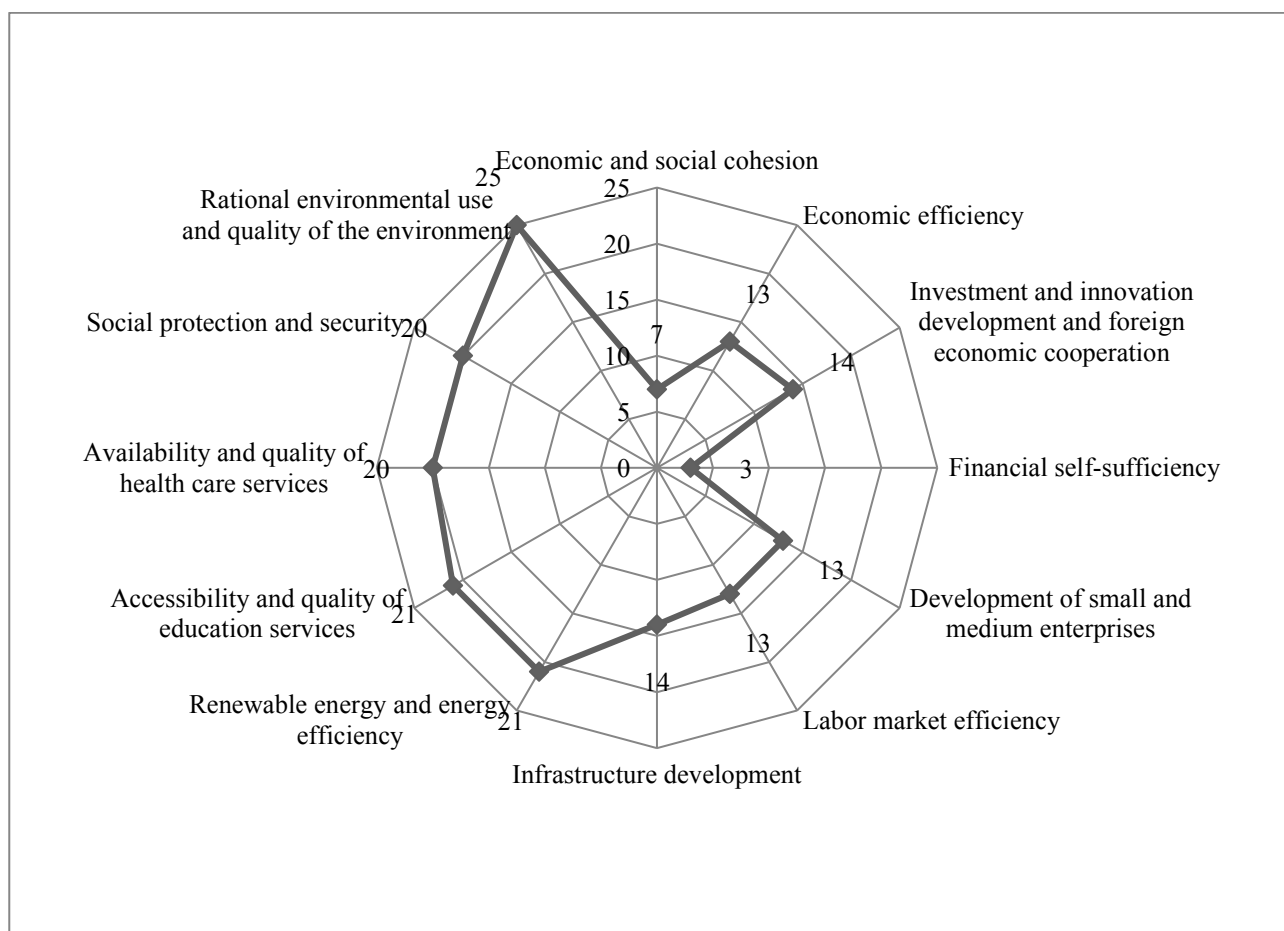 Economic and social cohesion
25
25
Rational environmental use
and quality of the environment
20
Economic efficiency
15
13
Investment and innovation
development and foreign
economic cooperation
Social protection and security
20
7
14
10
5
Availability and quality of
health care services
20
0
3
Financial self-sufficiency
Accessibility and quality of
education services
21
13
Development of small and
medium enterprises
13
14
Renewable energy and energy
efficiency
21
Labor market efficiency
Infrastructure development